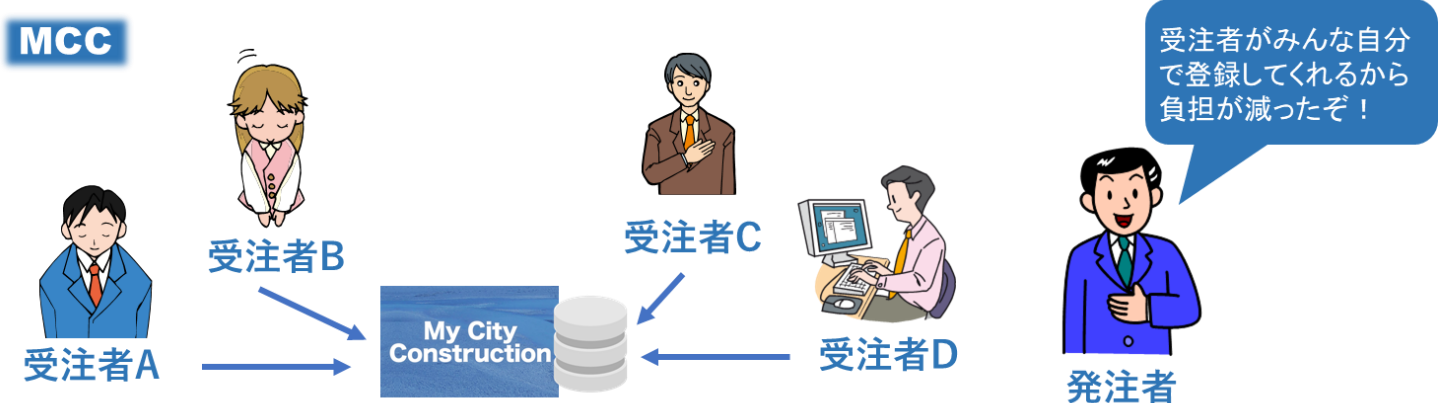 MCC
受注者がみんな自分
で登録してくれるから
負担が減ったぞ！
受注者B
受注者C
My City
Construction
受注者A
受注者D
発注者